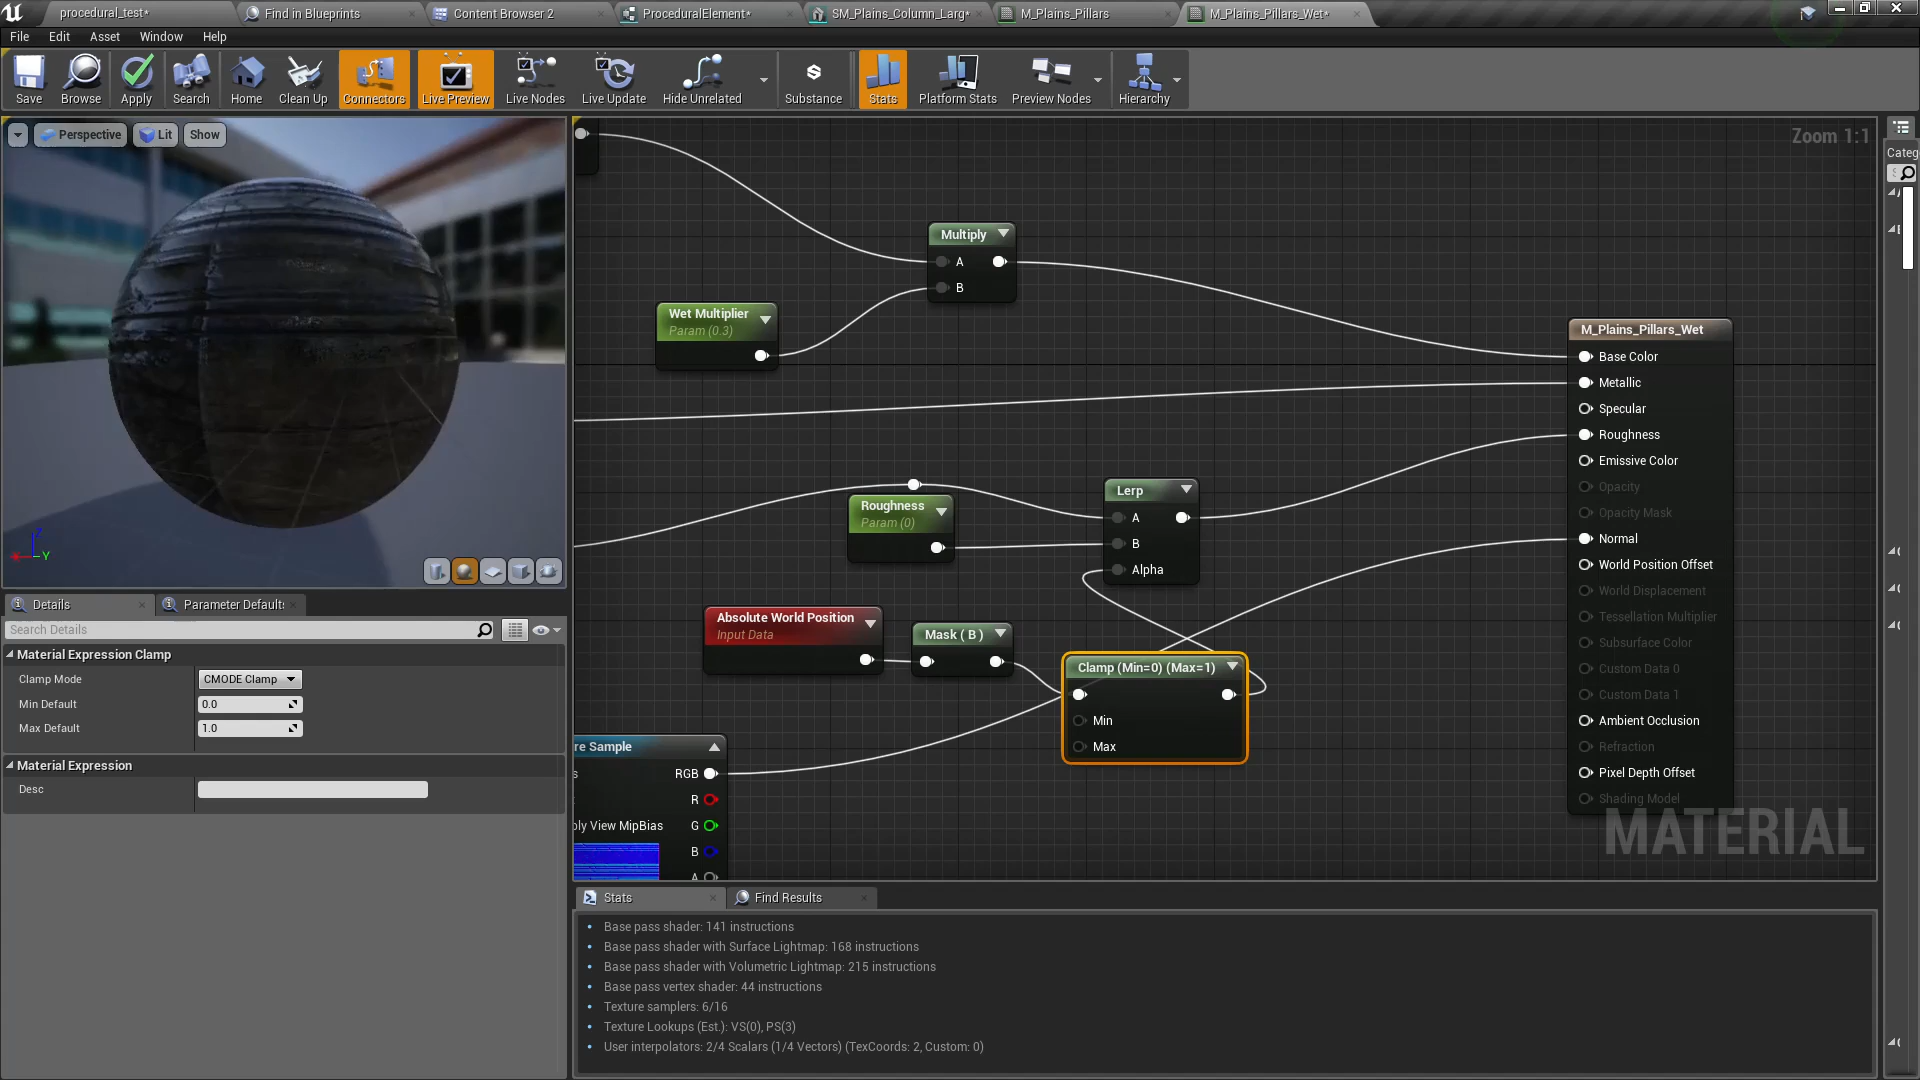 procedural_test*
Find in Blueprints
Content Browser 2
ProceduralElement*
SM_Plains_Column_Larg*
M_Plains_Pillars
M_Plains_Pillars_Wet*
File Edit Asset Window Help
Save
Browse
Apply
Search
Home
Clean Up
Connectors
Live Preview
Live Nodes
Live Update
Hide Unrelated
Substance
Stats
Platform Stats
Preview Nodes
Hierarchy
Perspective Lit Show
Y
Zoom 1:1
Categ
Multiply
A
B
Wet Multiplier
Param (0.3)
M_Plains_Pillars_Wet
Base Color
Metallic
Specular
Roughness
Emissive Color
Opacity
Opacity Mask
Normal
World Position Offset
World Displacement
Tessellation Multiplier
Subsurface Color
Custom Data 0
Custom Data 1
Ambient Occlusion
Refraction
Pixel Depth Offset
Shading Model
Lerp
A
B
Alpha
Roughness
Param (0)
Absolute World Position
Input Data
Mask ( B )
Clamp (Min=0) (Max=1)
Min
Max
re Sample
s RGB
R
ply View MipBias G
B
A
MATERIAL
Details
Parameter Default
Search Details
Material Expression Clamp
Clamp Mode CMODE Clamp
Min Default 0.0
Max Default 1.0
Material Expression
Desc
Stats
Find Results
Base pass shader: 141 instructions
Base pass shader with Surface Lightmap: 168 instructions
Base pass shader with Volumetric Lightmap: 215 instructions
Base pass vertex shader: 44 instructions
Texture samplers: 6/16
Texture Lookups (Est.): VS(0), PS(3)
User interpolators: 2/4 Scalars (1/4 Vectors) (TexCoords: 2, Custom: 0)